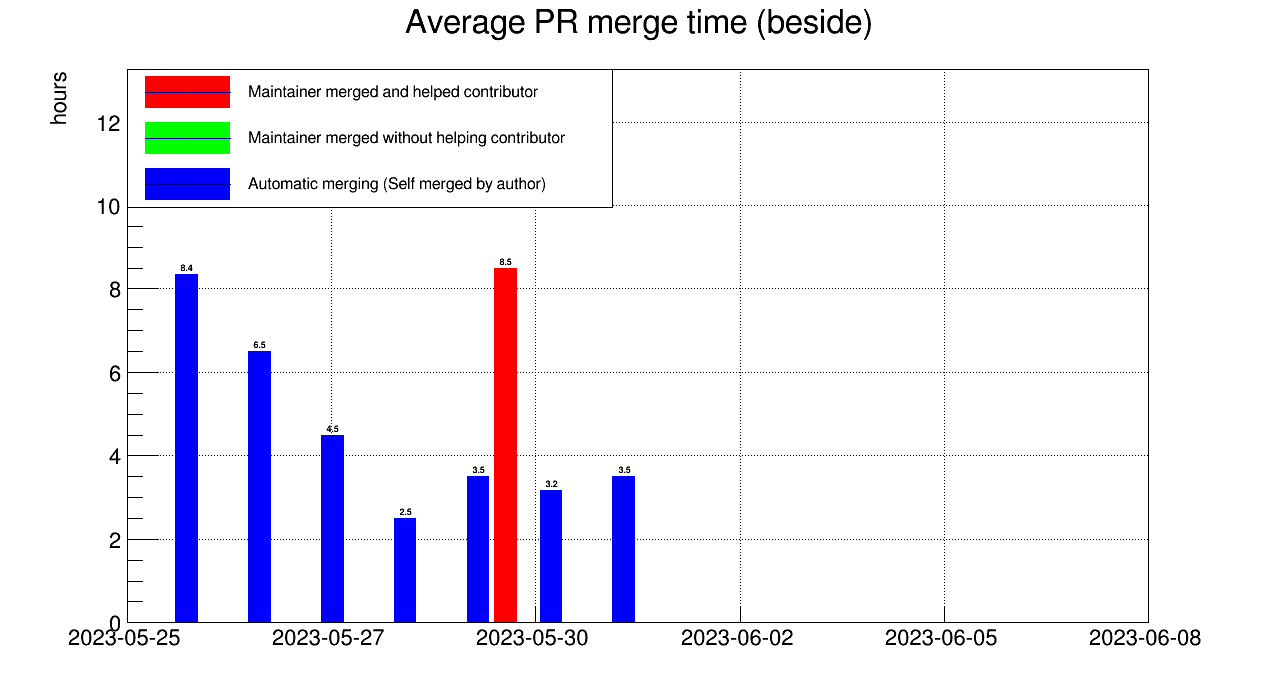 Average PR merge time (beside)
hours
Maintainer merged and helped contributor
Maintainer merged without helping contributor
Automatic merging (Self merged by author)
12
10
8
6
4
2
0
8.4
6.5
4.5
2.5
3.5
8.5
3.2
3.5
2023-05-25 2023-05-27 2023-05-30 2023-06-02 2023-06-05 2023-06-08